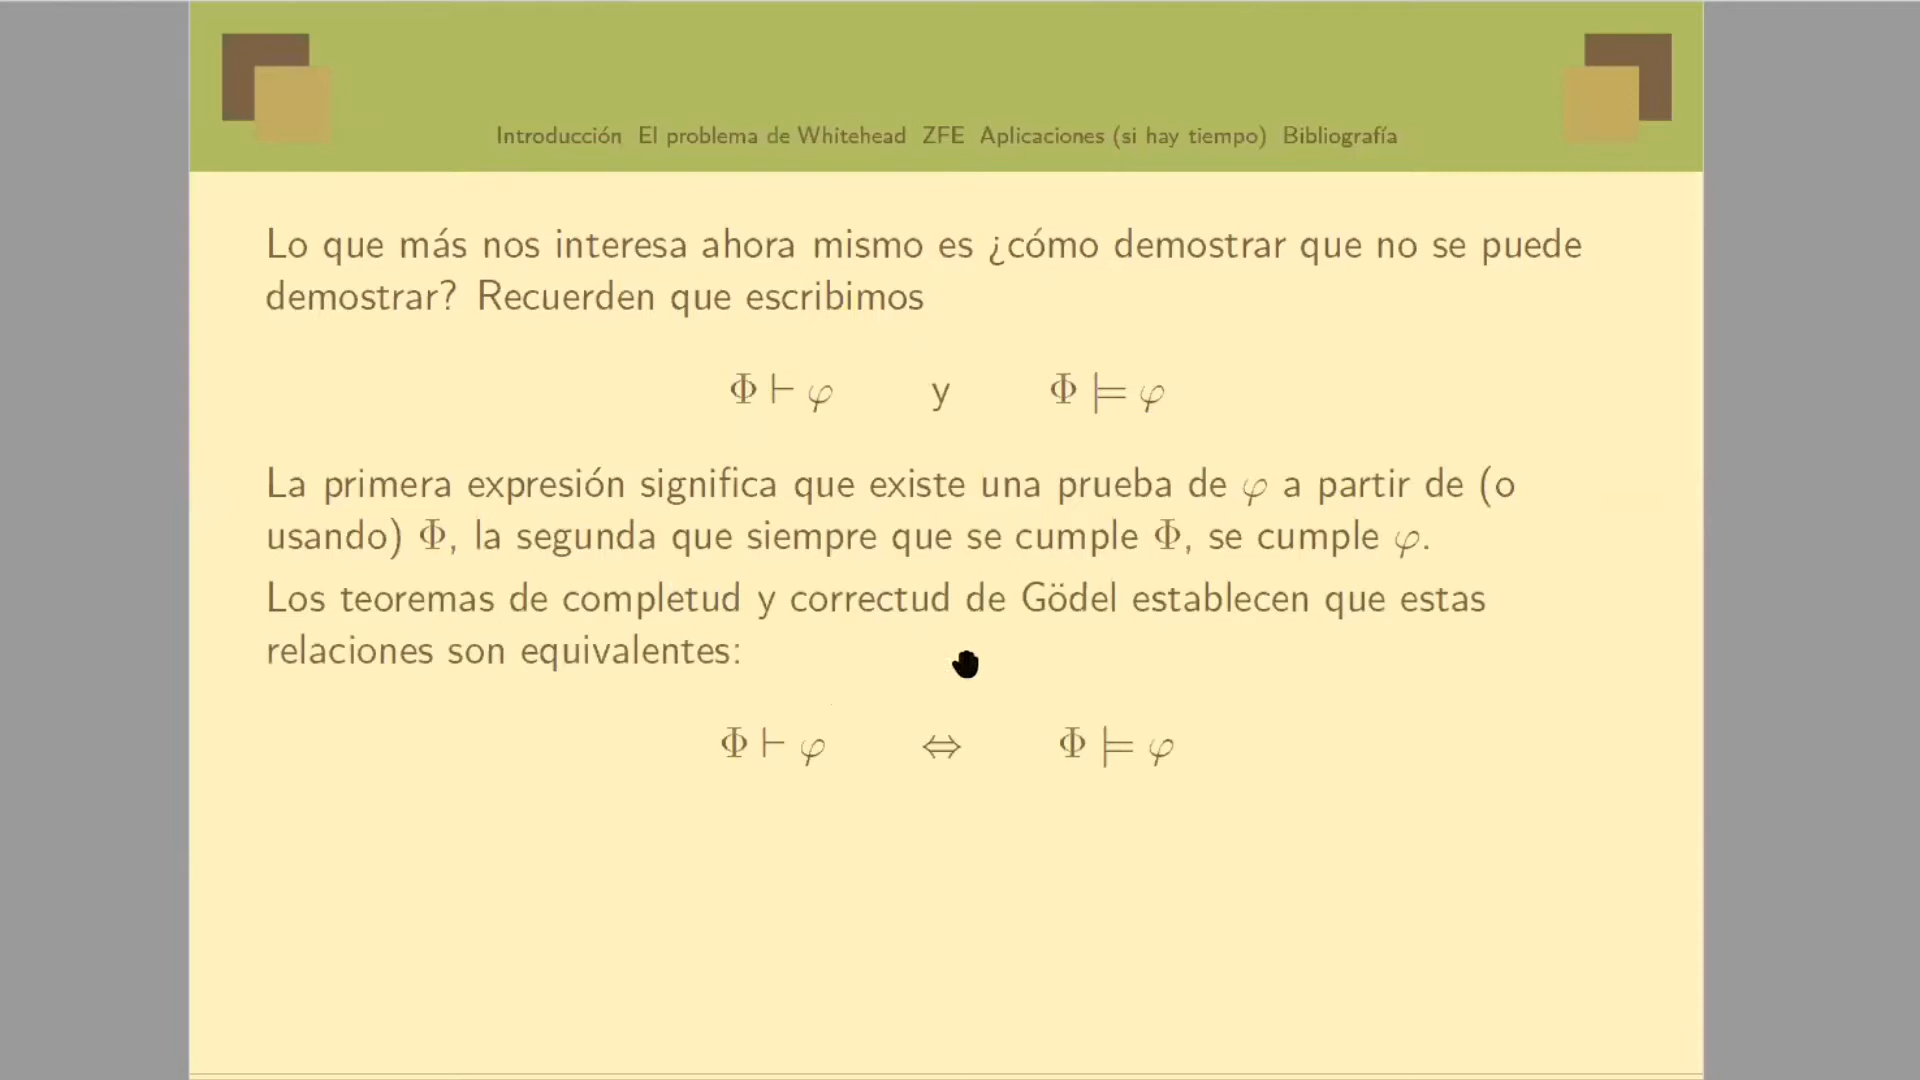 Introducción El problema de Whitehead ZFE Aplicaciones (si hay tiempo) Bibliografía
Lo que más nos interesa ahora mismo es ¿cómo demostrar que no se puede
demostrar? Recuerden que escribimos
Φ ⊢ φ y Φ ⊨ φ
La primera expresión significa que existe una prueba de φ a partir de (o
usando) Φ, la segunda que siempre que se cumple Φ, se cumple φ.
Los teoremas de completud y correctud de Gödel establecen que estas
relaciones son equivalentes:
Φ ⊢ φ ⇔ Φ ⊨ φ